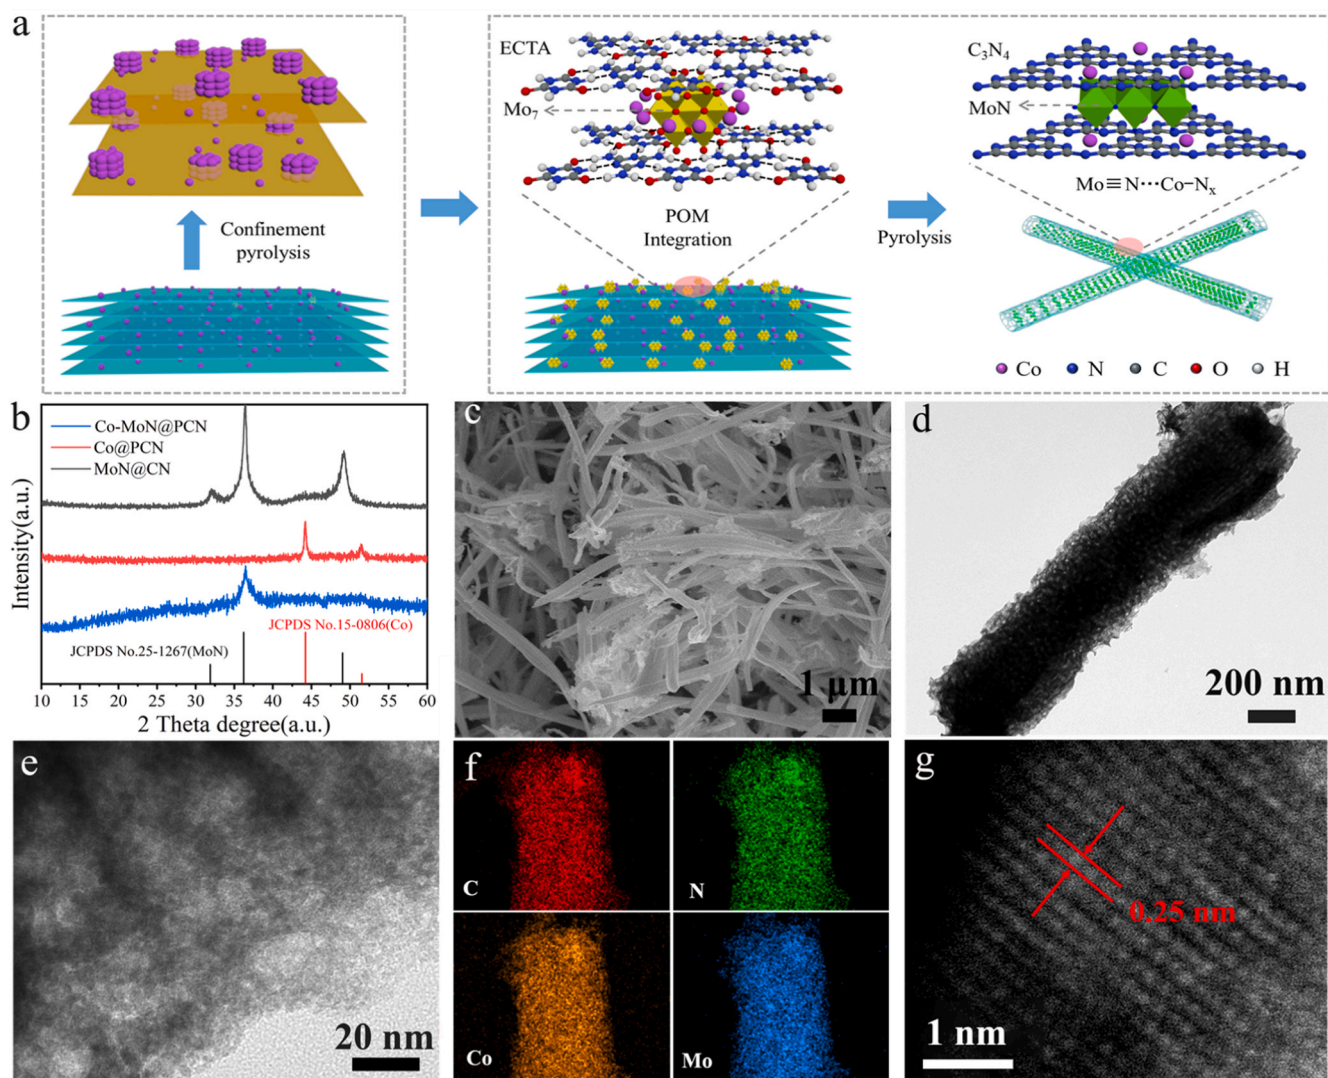 a
Confinement
pyrolysis
ECTA
Mo₇
POM
Integration
Pyrolysis
C₃N₄
MoN
Mo≡N···Co–Nₓ
Co N C O H
b
Co-MoN@PCN
Co@PCN
MoN@CN
Intensity(a.u.)
JCPDS No.15-0806(Co)
JCPDS No.25-1267(MoN)
10 15 20 25 30 35 40 45 50 55 60
2 Theta degree(a.u.)
c
1 μm
d
200 nm
e
20 nm
f
C
N
Co
Mo
g
0.25 nm
1 nm